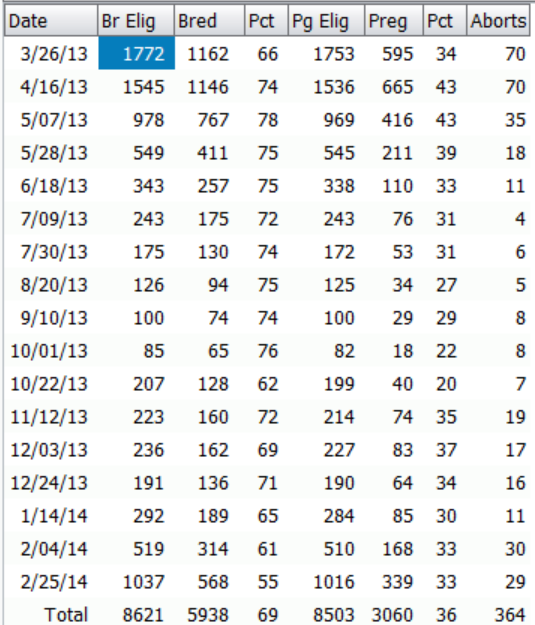 Date Br Elig Bred Pct Pg Elig Preg Pct Aborts
3/26/13 1772 1162 66 1753 595 34 70
4/16/13 1545 1146 74 1536 665 43 70
5/07/13 978 767 78 969 416 43 35
5/28/13 549 411 75 545 211 39 18
6/18/13 343 257 75 338 110 33 11
7/09/13 243 175 72 243 76 31 4
7/30/13 175 130 74 172 53 31 6
8/20/13 126 94 75 125 34 27 5
9/10/13 100 74 74 100 29 29 8
10/01/13 85 65 76 82 18 22 8
10/22/13 207 128 62 199 40 20 7
11/12/13 223 160 72 214 74 35 19
12/03/13 236 162 69 227 83 37 17
12/24/13 191 136 71 190 64 34 16
1/14/14 292 189 65 284 85 30 11
2/04/14 519 314 61 510 168 33 30
2/25/14 1037 568 55 1016 339 33 29
Total 8621 5938 69 8503 3060 36 364